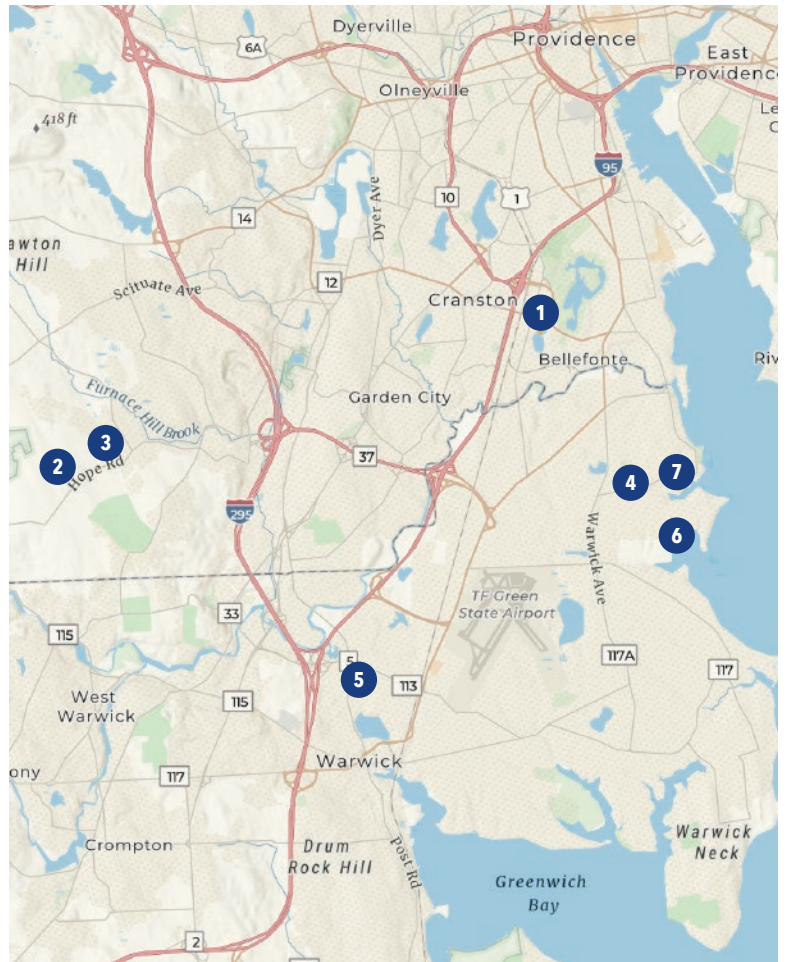 Dyerville
6A
Providence
East
Providence
Olneyville
418 ft
95
10
1
14
Dyer Ave
awton
Hill
12
Scituate Ave
Cranston
1
Bellefonte
Riv
Furnace Hill Brook
Garden City
3
2
Hope Rd
37
7
4
295
6
Warwick Ave
TF Green
State Airport
33
115
5
117A
5
113
117
West
Warwick
115
ony
117
Warwick
Crompton
Drum
Rock Hill
Post Rd
Warwick
Neck
Greenwich
Bay
2